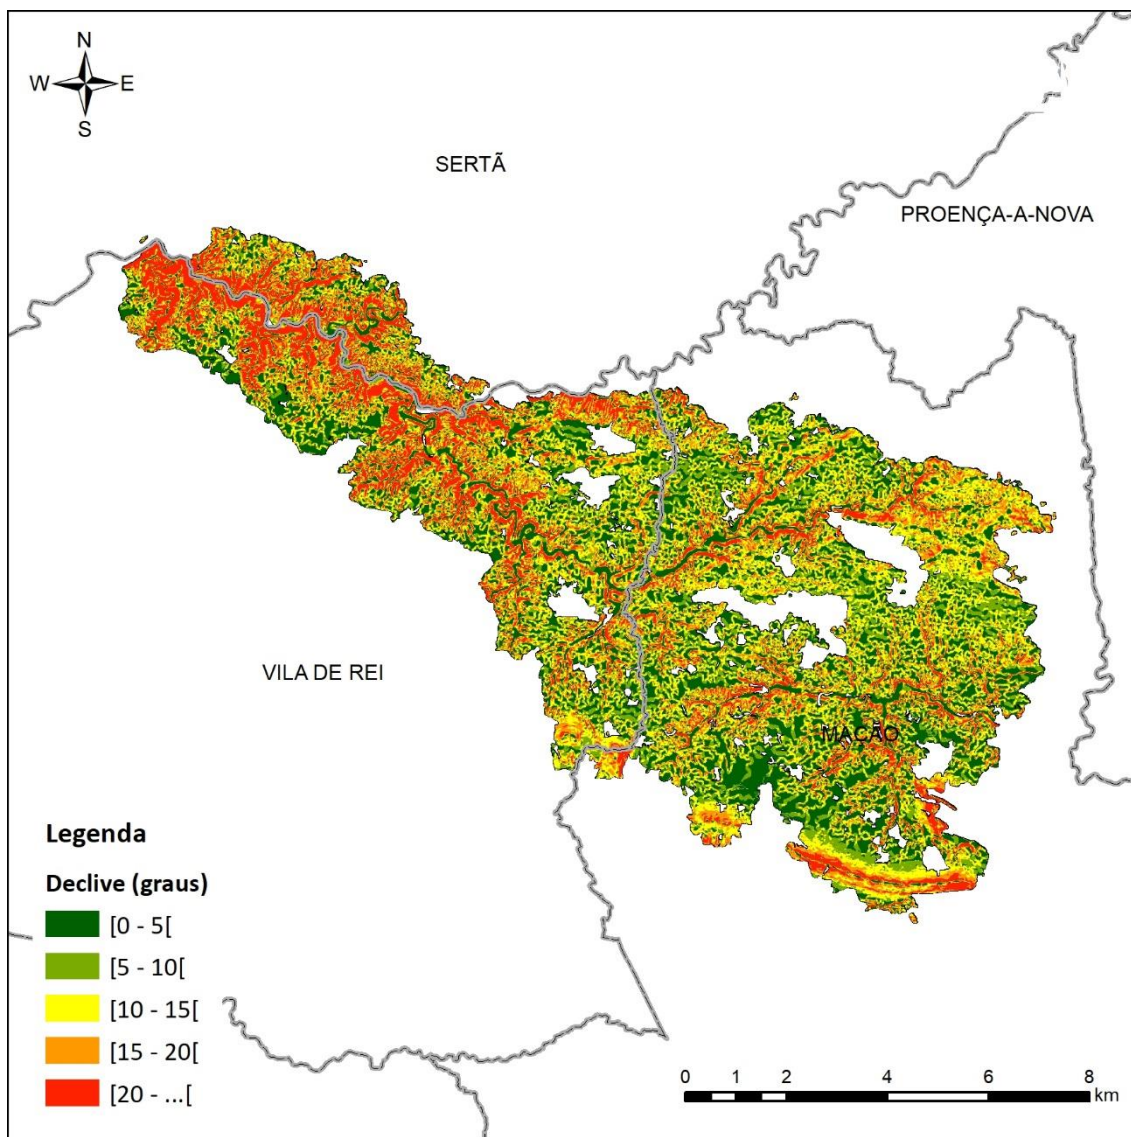 N
W E
S
SERTÃ
PROENÇA-A-NOVA
VILA DE REI
MAÇÃO
Legenda
Declive (graus)
[0 - 5[
[5 - 10[
[10 - 15[
[15 - 20[
[20 - ...[
0 1 2 4 6 8
km